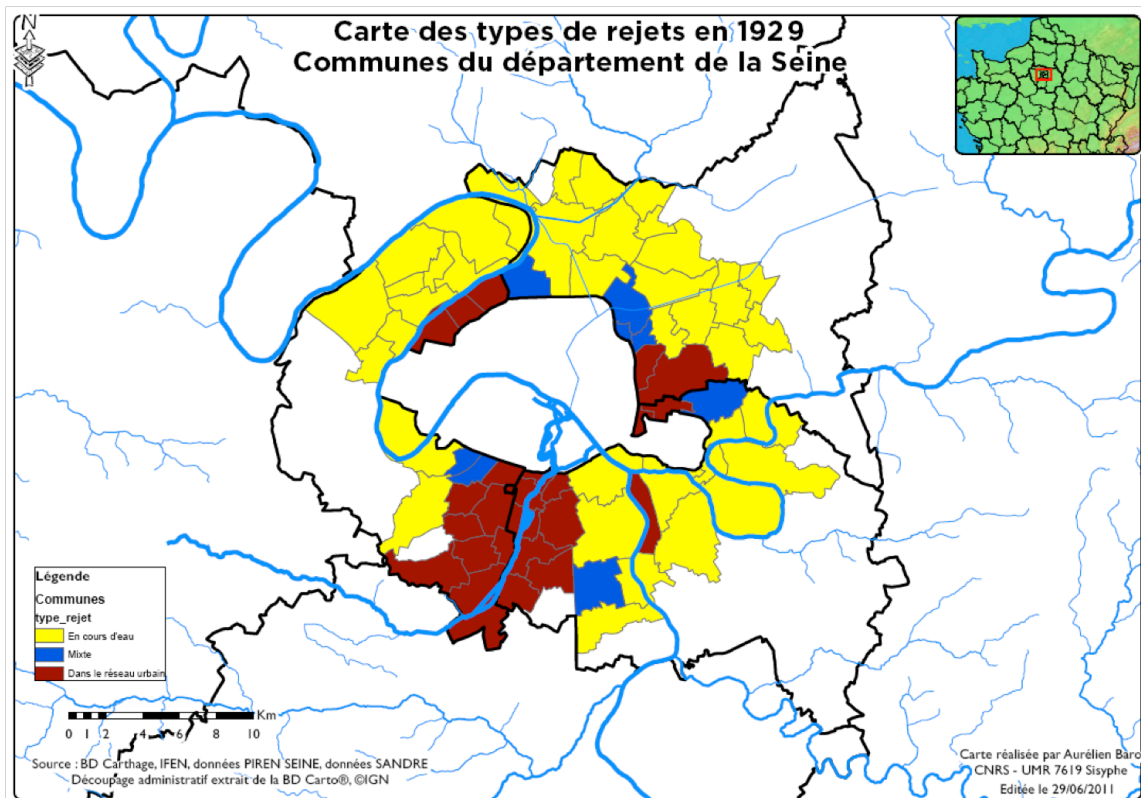 Carte des types de rejets en 1929
Communes du département de la Seine
N
Légende
Communes
type_rejet
En cours d'eau
Mixte
Dans le réseau urbain
Km
0 1 2 4 6 8 10
Source : BD Carthage, IFEN, données PIREN SEINE, données SANDRE
Découpage administratif extrait de la BD Carto®, ©IGN
Carte réalisée par Aurélien Baro
CNRS - UMR 7619 Sisyphe
Editée le 29/06/2011